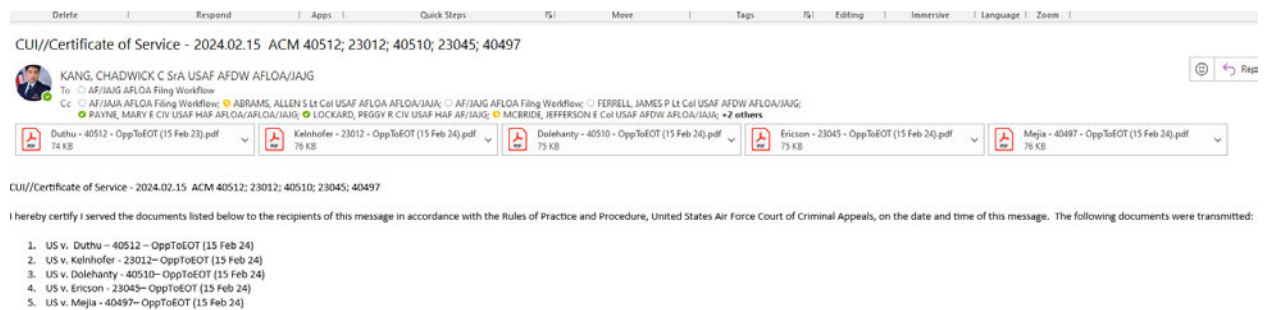 Delete Respond Apps Quick Steps Move Tags Editing Immersive Language Zoom
CUI//Certificate of Service - 2024.02.15 ACM 40512; 23012; 40510; 23045; 40497
KANG, CHADWICK C SrA USAF AFDW AFLOA/JAJG
To AF/JAJG AFLOA Filng Workflow
Cc AF/JAJA AFLOA Filing Workflow; ABRAMS, ALLEN S Lt Col USAF AFLOA AFLOA/JAJA; AF/JAJG AFLOA Filng Workflow; FERRELL, JAMES P Lt Col USAF AFDW AFLOA/JAJG;
PAYNE, MARY E CIV USAF HAF AFLOA/AFLOA/JAJG; LOCKARD, PEGGY R CIV USAF HAF AF/JAJG; MCBRIDE, JEFFERSON E Col USAF AFDW AFLOA/JAJA; +2 others
Duthu - 40512 - OppToEOT (15 Feb 23).pdf
74 KB
Kelnhofer - 23012 - OppToEOT (15 Feb 24).pdf
76 KB
Dolehanty - 40510 - OppToEOT (15 Feb 24).pdf
75 KB
Ericson - 23045 - OppToEOT (15 Feb 24).pdf
75 KB
Mejia - 40497 - OppToEOT (15 Feb 24).pdf
76 KB
CUI//Certificate of Service - 2024.02.15 ACM 40512; 23012; 40510; 23045; 40497
I hereby certify I served the documents listed below to the recipients of this message in accordance with the Rules of Practice and Procedure, United States Air Force Court of Criminal Appeals, on the date and time of this message. The following documents were transmitted:
1. US v. Duthu – 40512 – OppToEOT (15 Feb 24)
2. US v. Kelnhofer - 23012– OppToEOT (15 Feb 24)
3. US v. Dolehanty - 40510– OppToEOT (15 Feb 24)
4. US v. Ericson - 23045– OppToEOT (15 Feb 24)
5. US v. Mejia - 40497– OppToEOT (15 Feb 24)